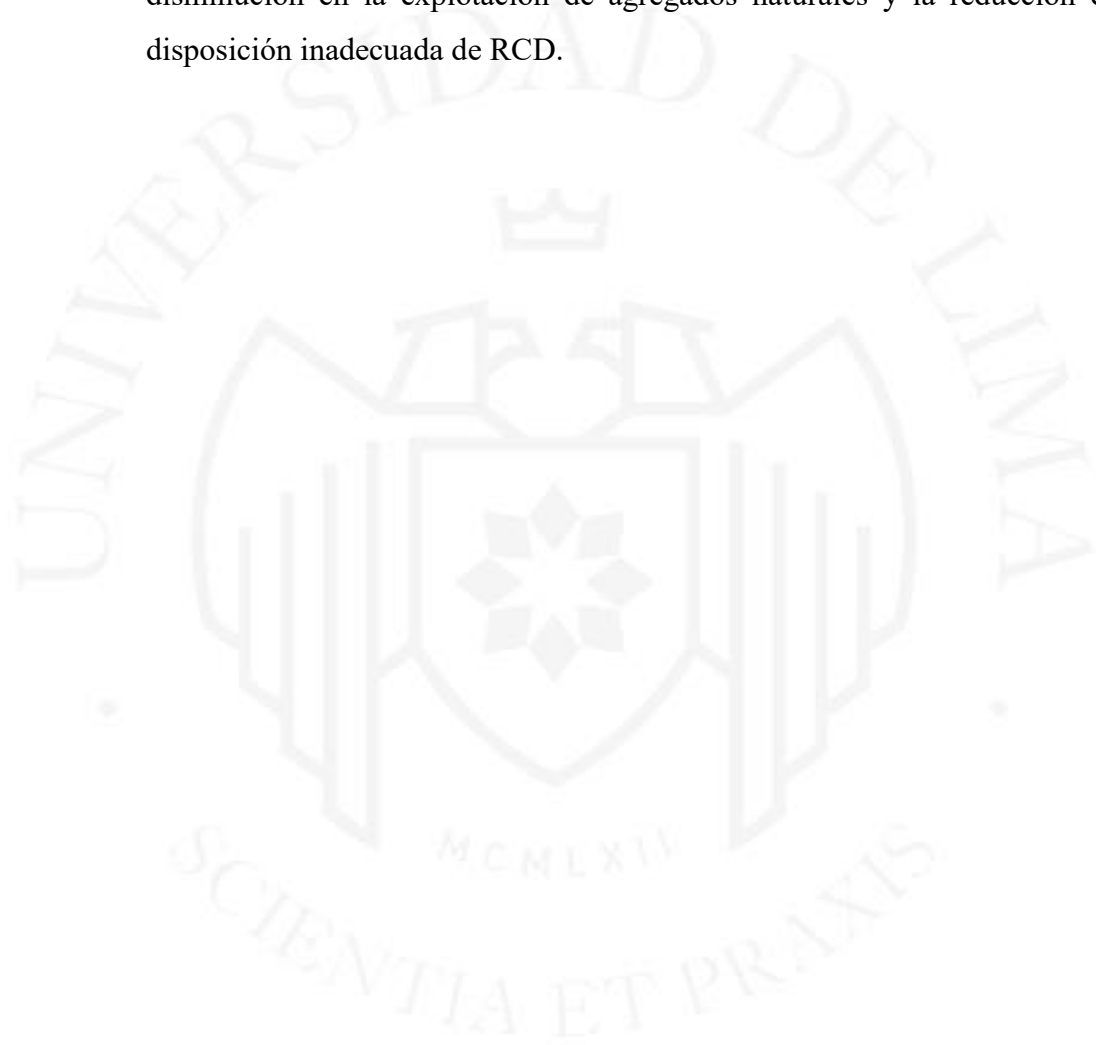 disminución en la explotación de agregados naturales y la reducción
disposición inadecuada de RCD.
UNIVERSIDAD DE LIMA
MCMLXII
SCIENTIA ET PRAXIS